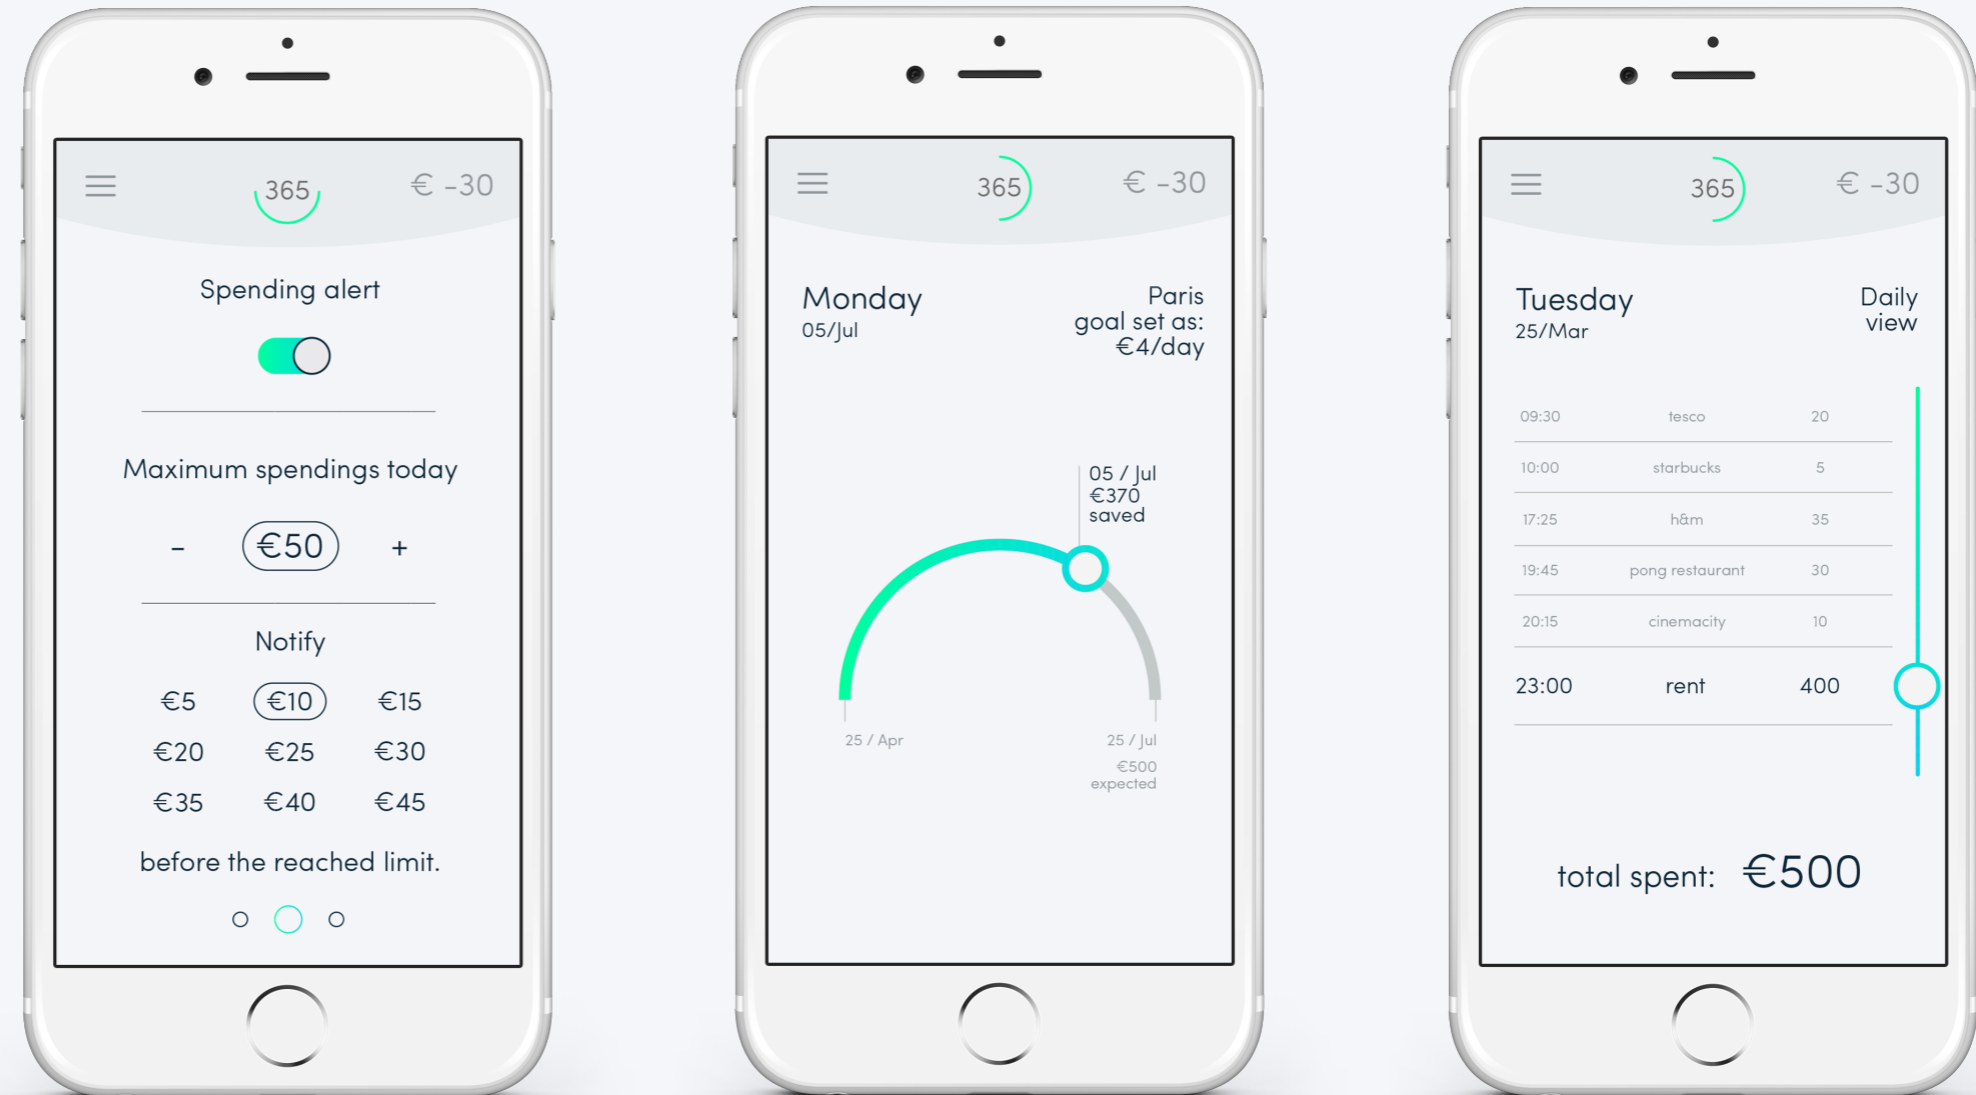 365
€ -30
Spending alert
Maximum spendings today
- €50 +
Notify
€5 €10 €15
€20 €25 €30
€35 €40 €45
before the reached limit.
365
€ -30
Monday
05/Jul
Paris
goal set as:
€4/day
05 / Jul
€370
saved
25 / Apr
25 / Jul
€500
expected
365
€ -30
Tuesday
25/Mar
Daily
view
09:30 tesco 20
10:00 starbucks 5
17:25 h&m 35
19:45 pong restaurant 30
20:15 cinemacity 10
23:00 rent 400
total spent: €500